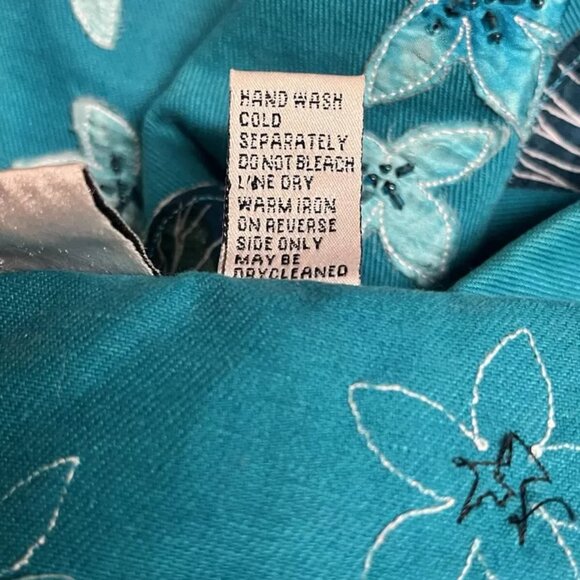 HAND WASH
COLD
SEPARATELY
DO NOT BLEACH
LINE DRY
WARM IRON
ON REVERSE
SIDE ONLY
MAY BE
DRYCLEANED